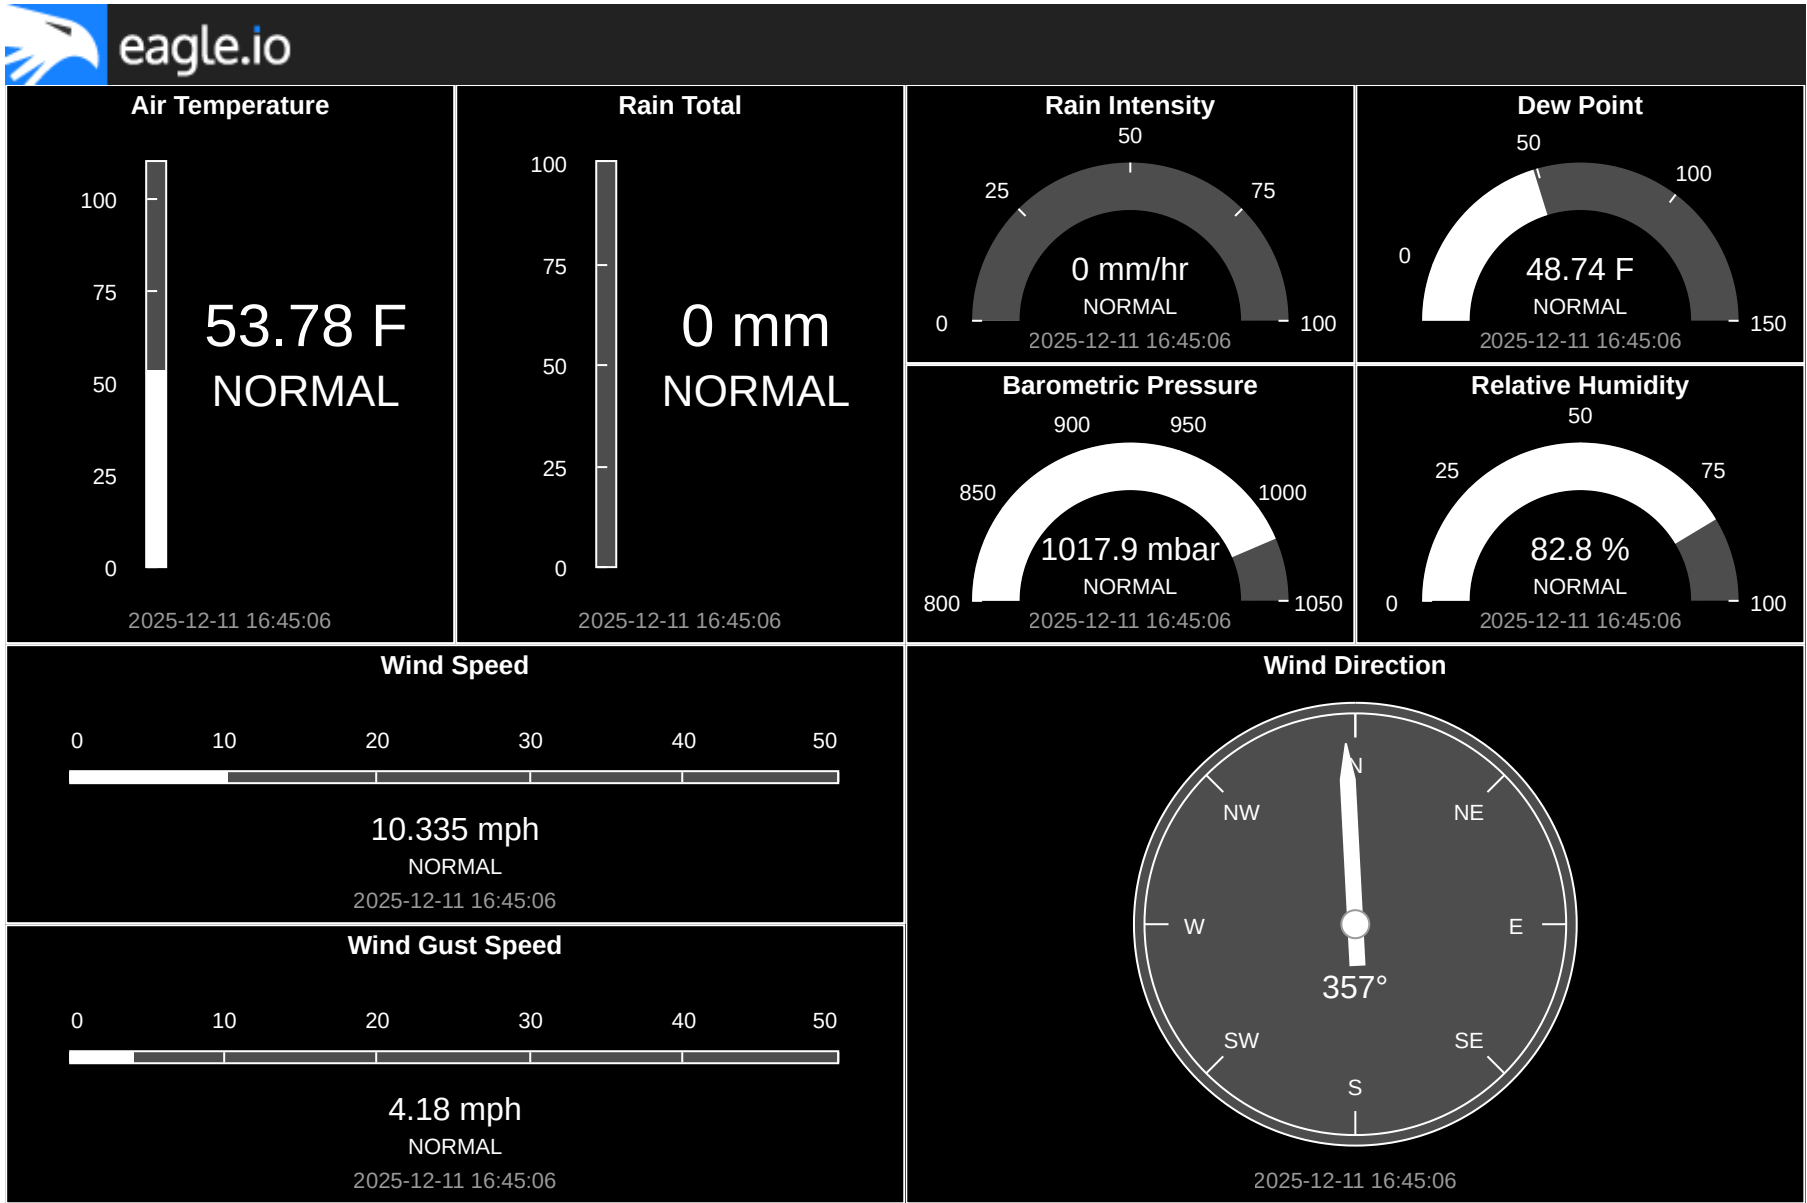 eagle.io
Air Temperature
100
75
50
25
0
53.78 F
NORMAL
2025-12-11 16:45:06
Rain Total
100
75
50
25
0
0 mm
NORMAL
2025-12-11 16:45:06
Rain Intensity
50
25
75
0
100
0 mm/hr
NORMAL
2025-12-11 16:45:06
Dew Point
50
100
0
150
48.74 F
NORMAL
2025-12-11 16:45:06
Barometric Pressure
900
950
850
1000
800
1050
1017.9 mbar
NORMAL
2025-12-11 16:45:06
Relative Humidity
50
25
75
0
100
82.8 %
NORMAL
2025-12-11 16:45:06
Wind Speed
0 10 20 30 40 50
10.335 mph
NORMAL
2025-12-11 16:45:06
Wind Gust Speed
0 10 20 30 40 50
4.18 mph
NORMAL
2025-12-11 16:45:06
Wind Direction
N
NW
NE
W
E
357°
SW
SE
S
2025-12-11 16:45:06